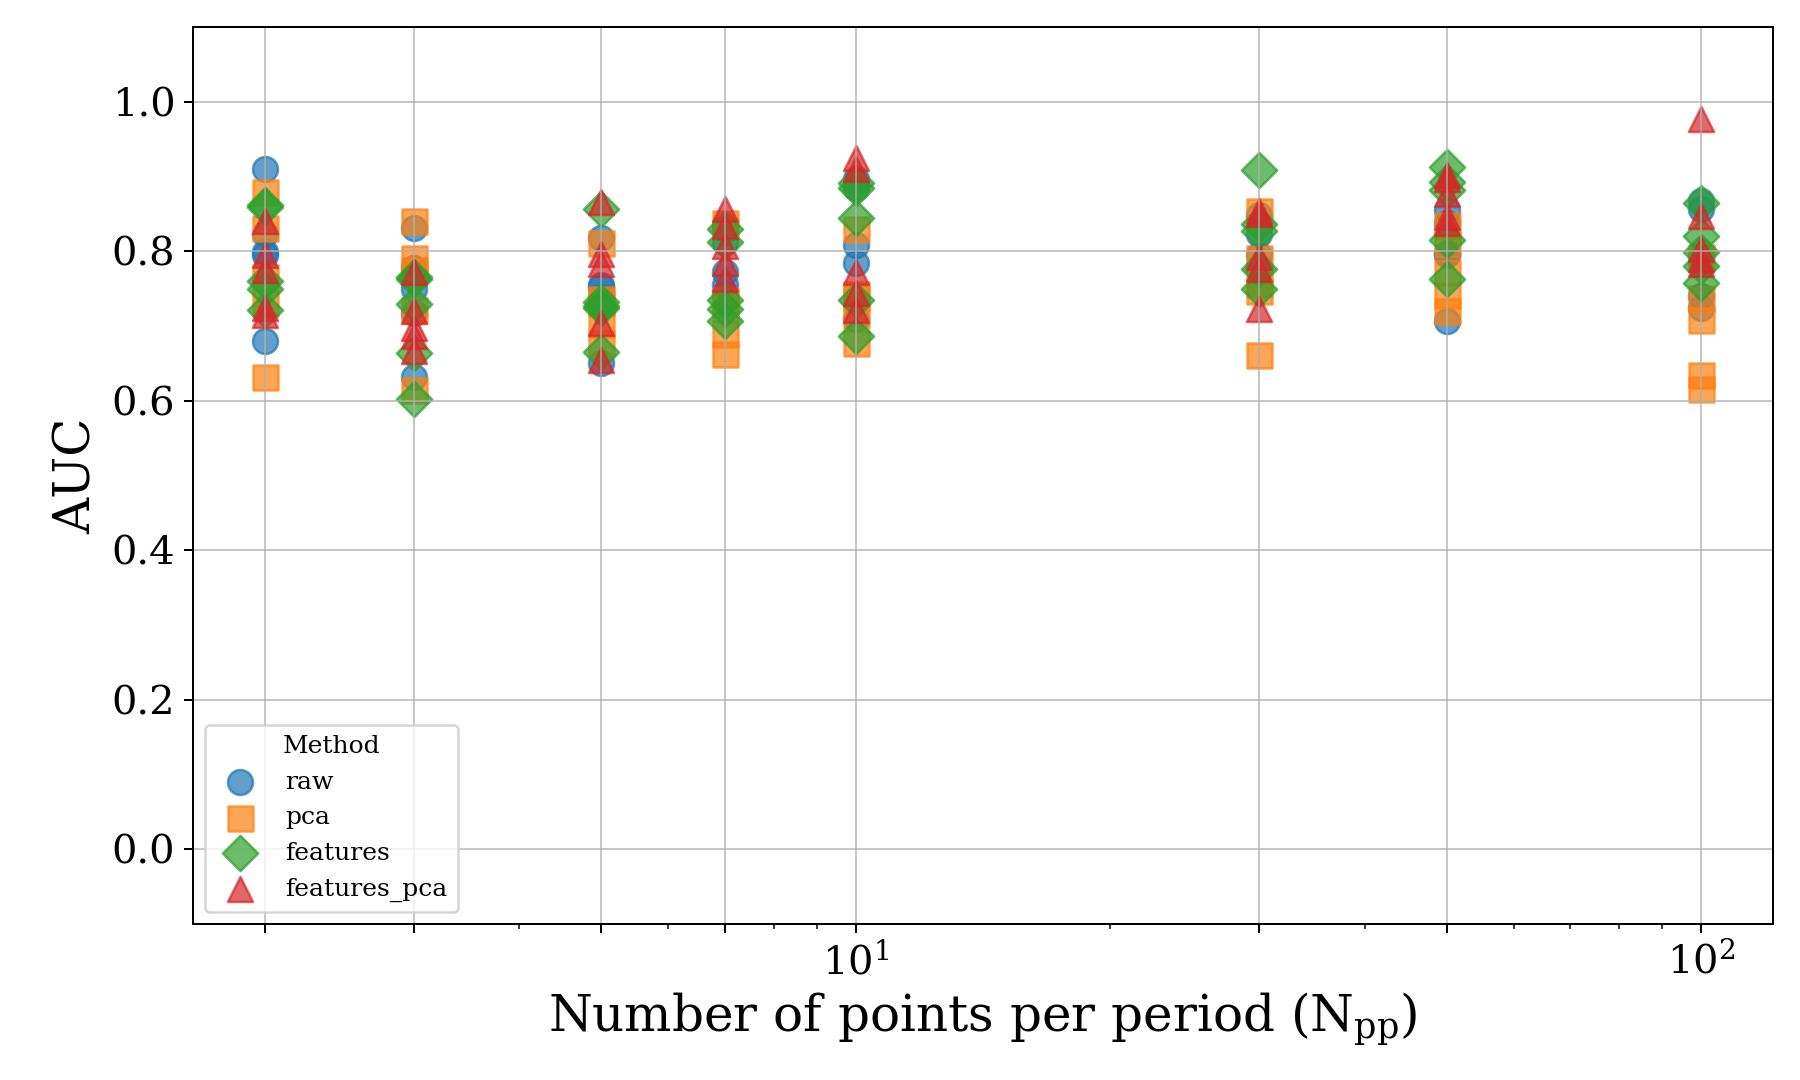 1.0
0.8
0.6
0.4
0.2
0.0
AUC
Method
raw
pca
features
features_pca
10¹
10²
Number of points per period (Npp)